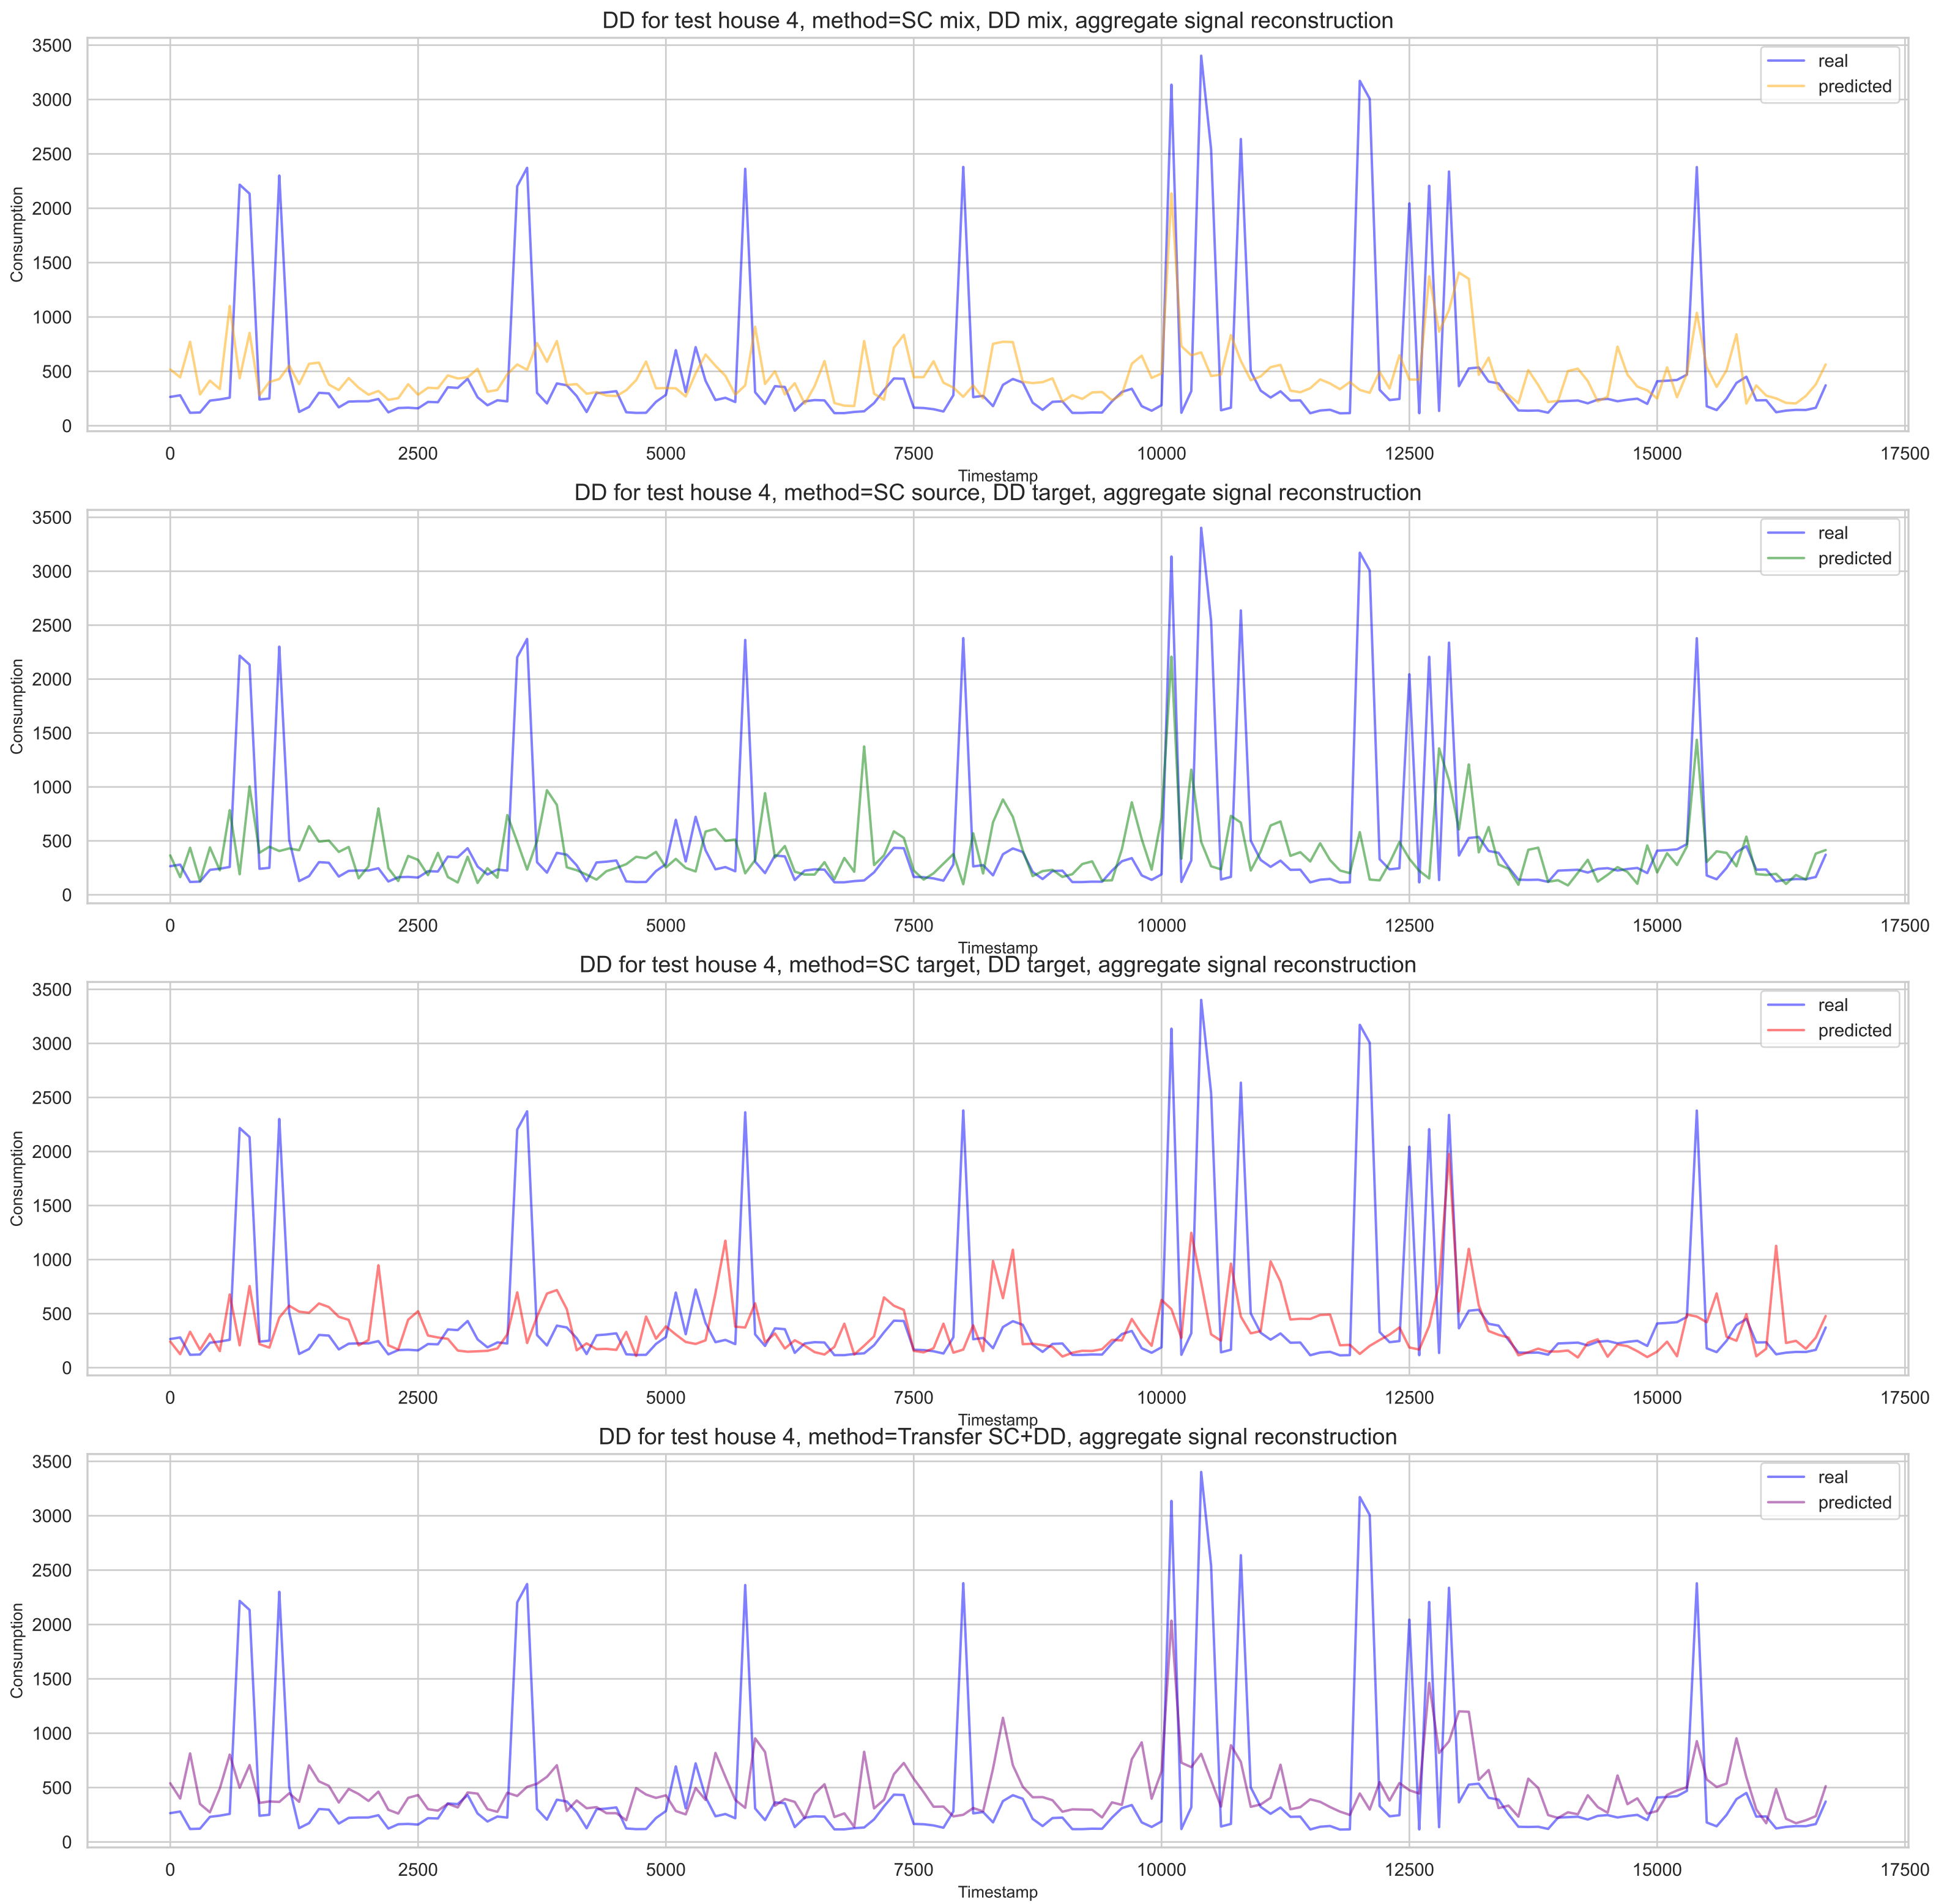 DD for test house 4, method=SC mix, DD mix, aggregate signal reconstruction
3500
3000
2500
2000
1500
1000
500
0
Consumption
real
predicted
0 2500 5000 7500 10000 12500 15000 17500
Timestamp
DD for test house 4, method=SC source, DD target, aggregate signal reconstruction
3500
3000
2500
2000
1500
1000
500
0
Consumption
real
predicted
0 2500 5000 7500 10000 12500 15000 17500
Timestamp
DD for test house 4, method=SC target, DD target, aggregate signal reconstruction
3500
3000
2500
2000
1500
1000
500
0
Consumption
real
predicted
0 2500 5000 7500 10000 12500 15000 17500
Timestamp
DD for test house 4, method=Transfer SC+DD, aggregate signal reconstruction
3500
3000
2500
2000
1500
1000
500
0
Consumption
real
predicted
0 2500 5000 7500 10000 12500 15000 17500
Timestamp